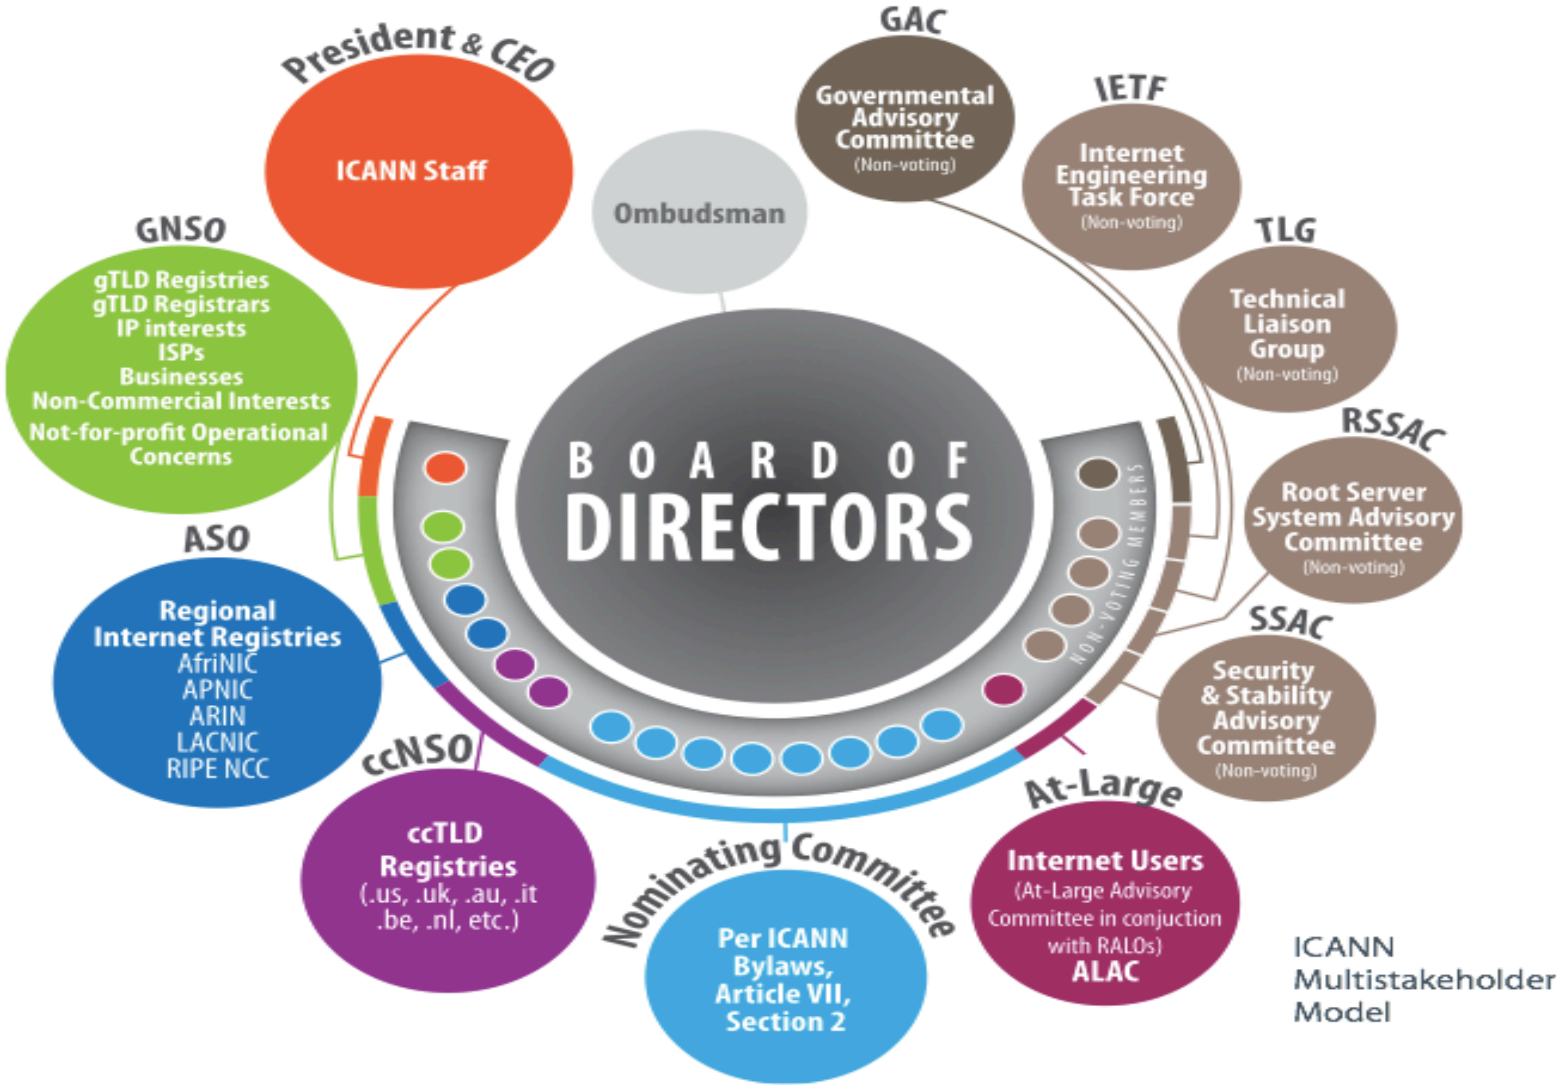 President & CEO
ICANN Staff
GNSO
gTLD Registries
gTLD Registrars
IP interests
ISPs
Businesses
Non-Commercial Interests
Not-for-profit Operational
Concerns
ASO
Regional
Internet Registries
AfriNIC
APNIC
ARIN
LACNIC
RIPE NCC
ccNSO
ccTLD
Registries
(.us, .uk, .au, .it
.be, .nl, etc.)
Nominating Committee
Per ICANN
Bylaws,
Article VII,
Section 2
At-Large
Internet Users
(At-Large Advisory
Committee in conjuction
with RALOs)
ALAC
Ombudsman
BOARD OF
DIRECTORS
NON-VOTING MEMBERS
GAC
Governmental
Advisory
Committee
(Non-voting)
IETF
Internet
Engineering
Task Force
(Non-voting)
TLG
Technical
Liaison
Group
(Non-voting)
RSSAC
Root Server
System Advisory
Committee
(Non-voting)
SSAC
Security
& Stability
Advisory
Committee
(Non-voting)
ICANN
Multistakeholder
Model